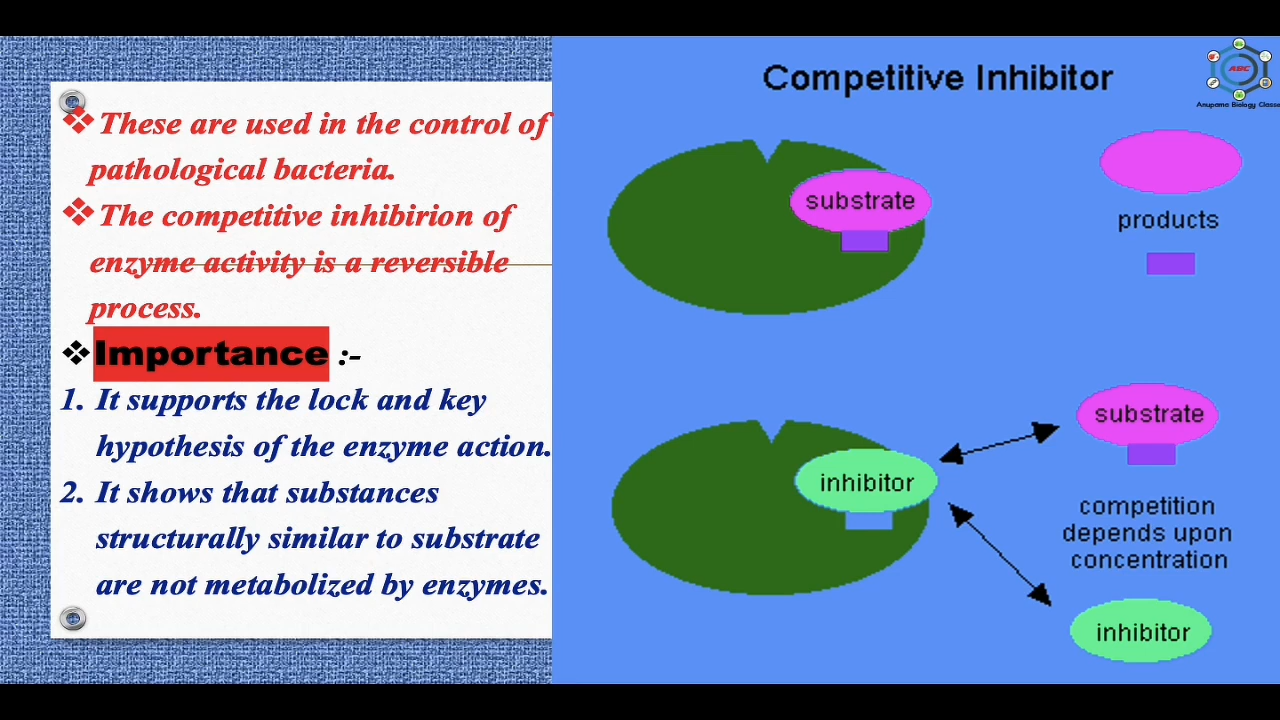 ❖These are used in the control of
pathological bacteria.
❖The competitive inhibirion of
enzyme activity is a reversible
process.
❖Importance :-
1. It supports the lock and key
hypothesis of the enzyme action.
2. It shows that substances
structurally similar to substrate
are not metabolized by enzymes.
Competitive Inhibitor
ABC
Anupama Biology Classe
substrate
products
inhibitor
substrate
competition
depends upon
concentration
inhibitor